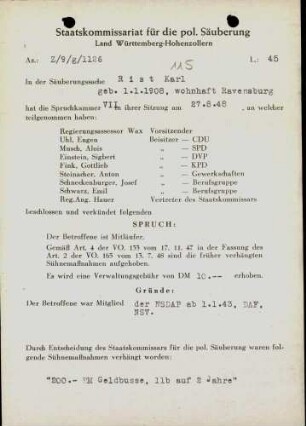 Staatskommissariat für die pol. Säuberung
Land Württemberg-Hohenzollern
Az.: Z/9/g/1126
L: 45
115
In der Säuberungssache Rist Karl
geb. 1.1.1908, wohnhaft Ravensburg
hat die Spruchkammer VII in ihrer Sitzung am 27.8.48, an welcher
teilgenommen haben:
Regierungsassessor Wax Vorsitzender
Uhl, Eugen Beisitzer — CDU
Musch, Alois „ — SPD
Einstein, Sigbert „ — DVP
Fink, Gottlieb „ — KPD
Steinacher, Anton „ — Gewerkschaften
Schneckenburger, Josef „ — Berufsgruppe
Schwarz, Emil „ — Berufsgruppe
Reg.Ang. Hauer Vertreter des Staatskommissars
beschlossen und verkündet folgenden
SPRUCH:
Der Betroffene ist Mitläufer.
Gemäß Art. 4 der VO. 133 vom 17. 11. 47 in der Fassung des
Art. 2 der VO. 165 vom 13. 7. 48 sind die früher verhängten
Sühnemaßnahmen aufgehoben.
Es wird eine Verwaltungsgebühr von DM 10.-- erhoben.
Gründe:
Der Betroffene war Mitglied der NSDAP ab 1.1.43, DAF,
NSV.
Durch Entscheidung des Staatskommissars für die pol. Säuberung waren fol-
gende Sühnemaßnahmen verhängt worden:
"200.- RM Geldbusse, 11b auf 2 Jahre"